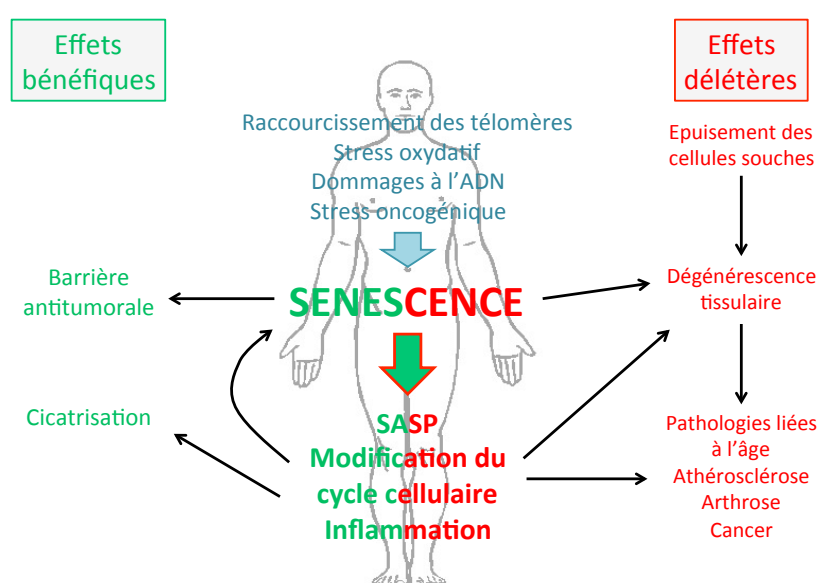 Effets
bénéfiques
Effets
délétères
Raccourcissement des télomères
Stress oxydatif
Dommages à l'ADN
Stress oncogénique
Epuisement des
cellules souches
Barrière
antitumorale
SENESCENCE
Dégénérescence
tissulaire
Cicatrisation
SASP
Modification du
cycle cellulaire
Inflammation
Pathologies liées
à l'âge
Athérosclérose
Arthrose
Cancer